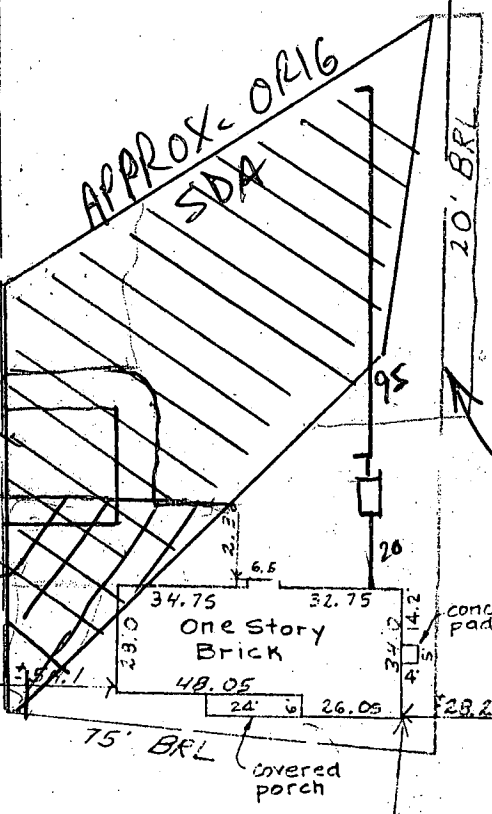 APPROX. ORIG
SDA
20' BRL
95
20
2.3
6.5
34.75
32.75
One Story
Brick
28.0
34.0
14.2'
conc
pad
5'
4'
48.05
24'
6'
26.05
28.2
75' BRL
covered
porch